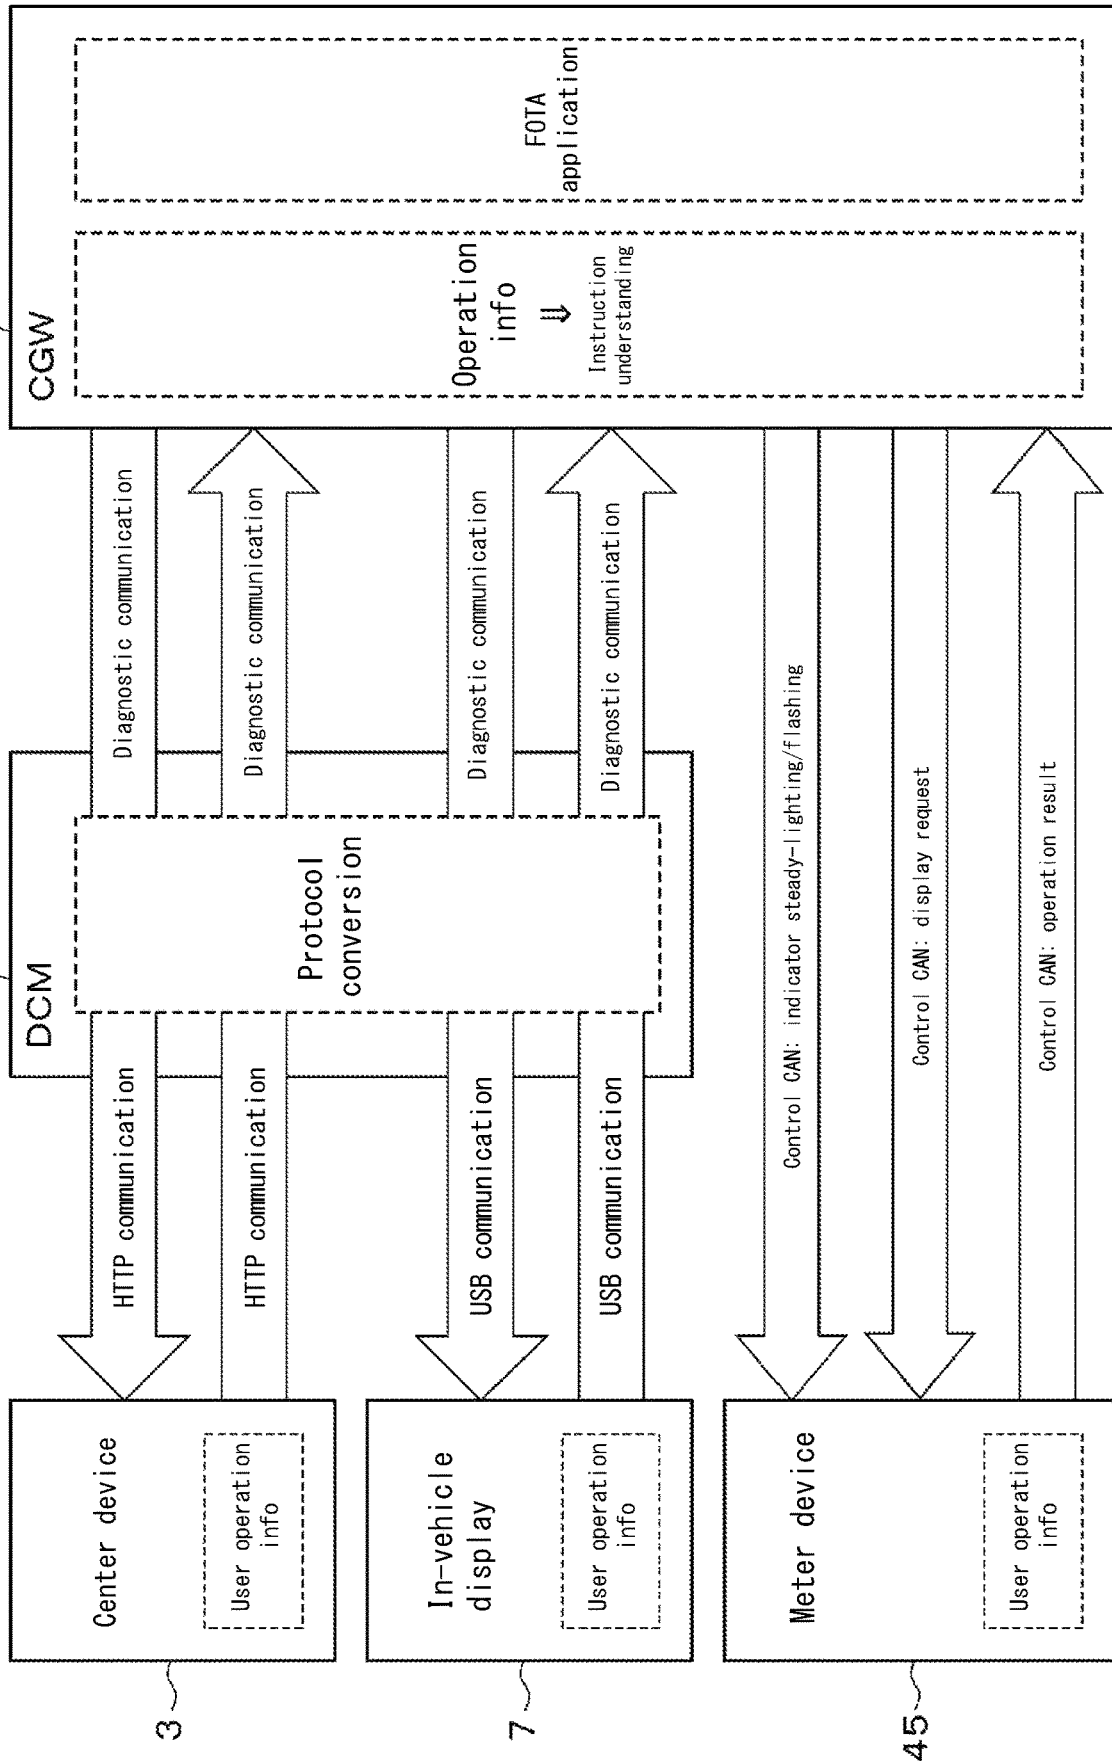 3
Center device
User operation
info
HTTP communication
HTTP communication
7
In-vehicle
display
User operation
info
USB communication
USB communication
DCM
Protocol
conversion
Diagnostic communication
Diagnostic communication
Diagnostic communication
Diagnostic communication
45
Meter device
User operation
info
Control CAN: indicator steady-lighting/flashing
Control CAN: display request
Control CAN: operation result
CGW
Operation
info
⇓
Instruction
understanding
FOTA
application